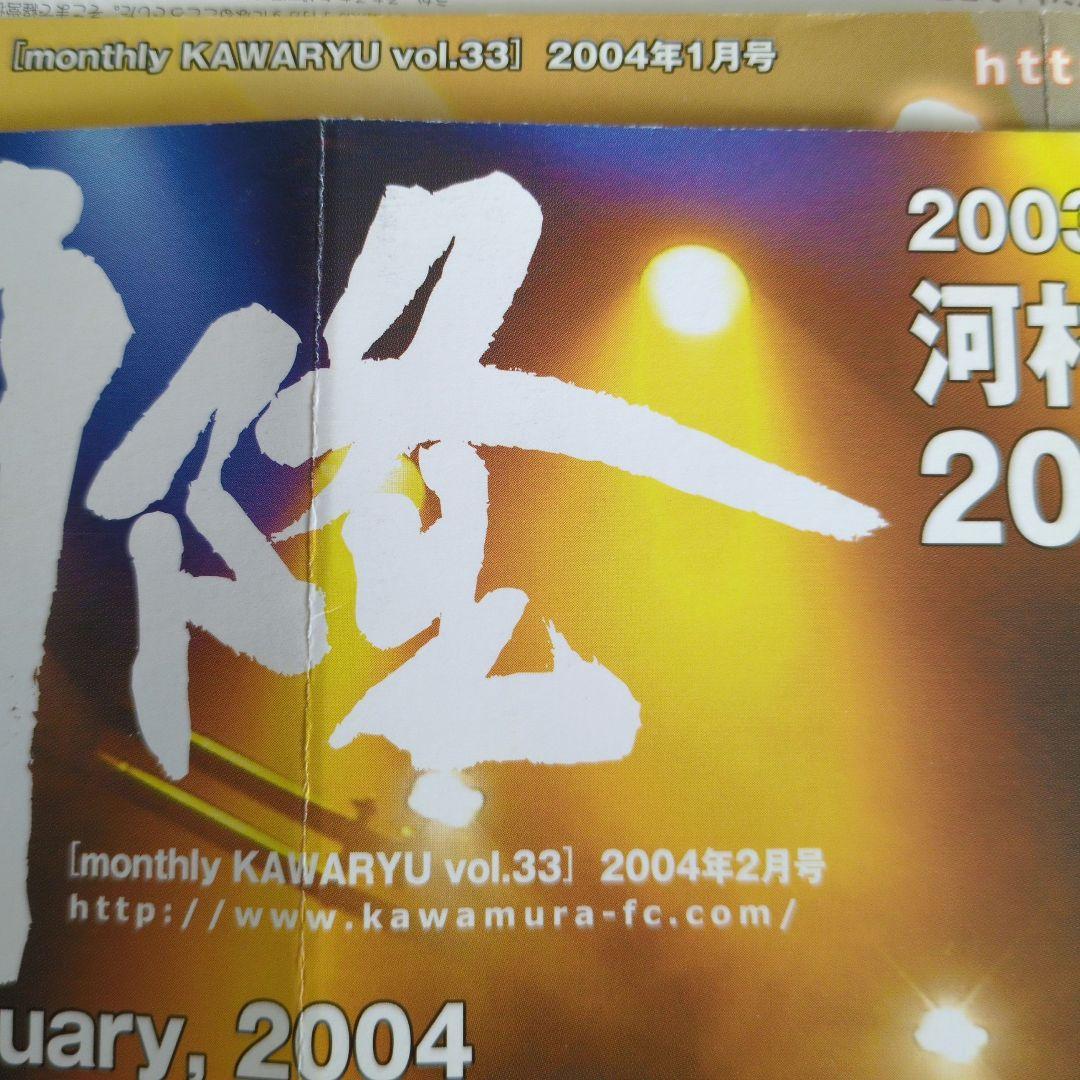 [monthly KAWARYU vol.33] 2004年1月号
htt
隆
2003
河村
20
[monthly KAWARYU vol.33] 2004年2月号
http://www.kawamura-fc.com/
uary, 2004